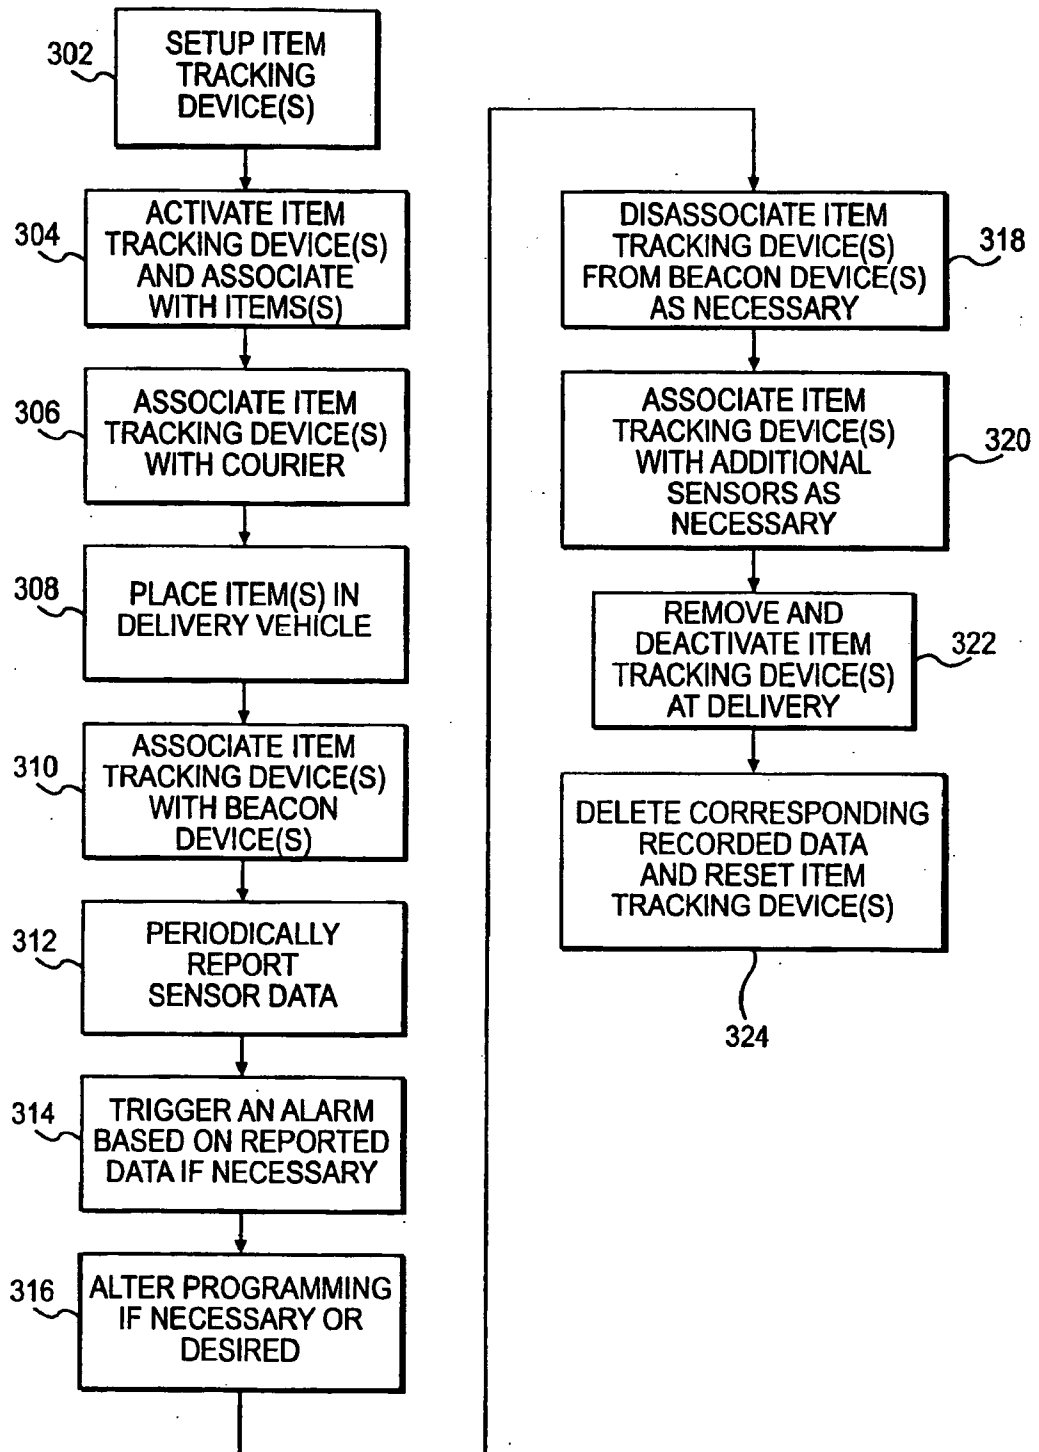 302
SETUP ITEM
TRACKING
DEVICE(S)
304
ACTIVATE ITEM
TRACKING DEVICE(S)
AND ASSOCIATE
WITH ITEMS(S)
306
ASSOCIATE ITEM
TRACKING DEVICE(S)
WITH COURIER
308
PLACE ITEM(S) IN
DELIVERY VEHICLE
310
ASSOCIATE ITEM
TRACKING DEVICE(S)
WITH BEACON
DEVICE(S)
312
PERIODICALLY
REPORT
SENSOR DATA
314
TRIGGER AN ALARM
BASED ON REPORTED
DATA IF NECESSARY
316
ALTER PROGRAMMING
IF NECESSARY OR
DESIRED
DISASSOCIATE ITEM
TRACKING DEVICE(S)
FROM BEACON DEVICE(S)
AS NECESSARY
318
ASSOCIATE ITEM
TRACKING DEVICE(S)
WITH ADDITIONAL
SENSORS AS
NECESSARY
320
REMOVE AND
DEACTIVATE ITEM
TRACKING DEVICE(S)
AT DELIVERY
322
DELETE CORRESPONDING
RECORDED DATA
AND RESET ITEM
TRACKING DEVICE(S)
324